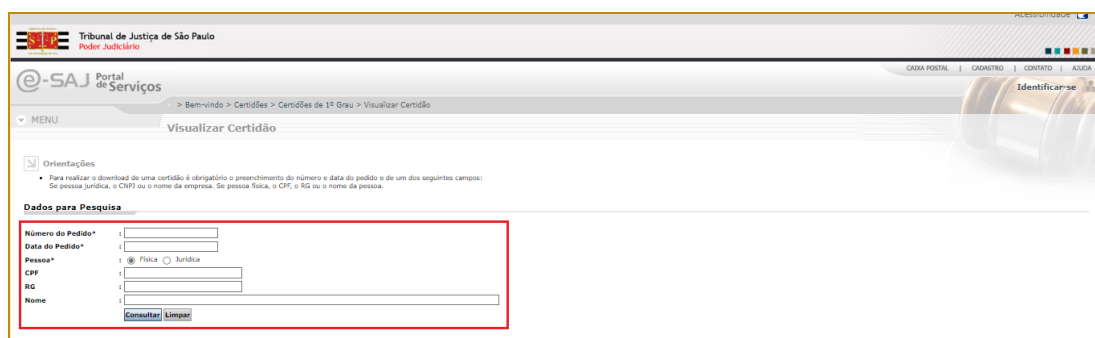 Acessibilidade
S P
Tribunal de Justiça de São Paulo
Poder Judiciário
CAIXA POSTAL | CADASTRO | CONTATO | AJUDA
e-SAJ Portal de Serviços
Identificar-se
> Bem-vindo > Certidões > Certidões de 1º Grau > Visualizar Certidão
MENU
Visualizar Certidão
Orientações
• Para realizar o download de uma certidão é obrigatório o preenchimento do número e data do pedido e de um dos seguintes campos:
Se pessoa jurídica, o CNPJ ou o nome da empresa. Se pessoa física, o CPF, o RG ou o nome da pessoa.
Dados para Pesquisa
Número do Pedido* :
Data do Pedido* :
Pessoa* : Física Jurídica
CPF :
RG :
Nome :
Consultar Limpar